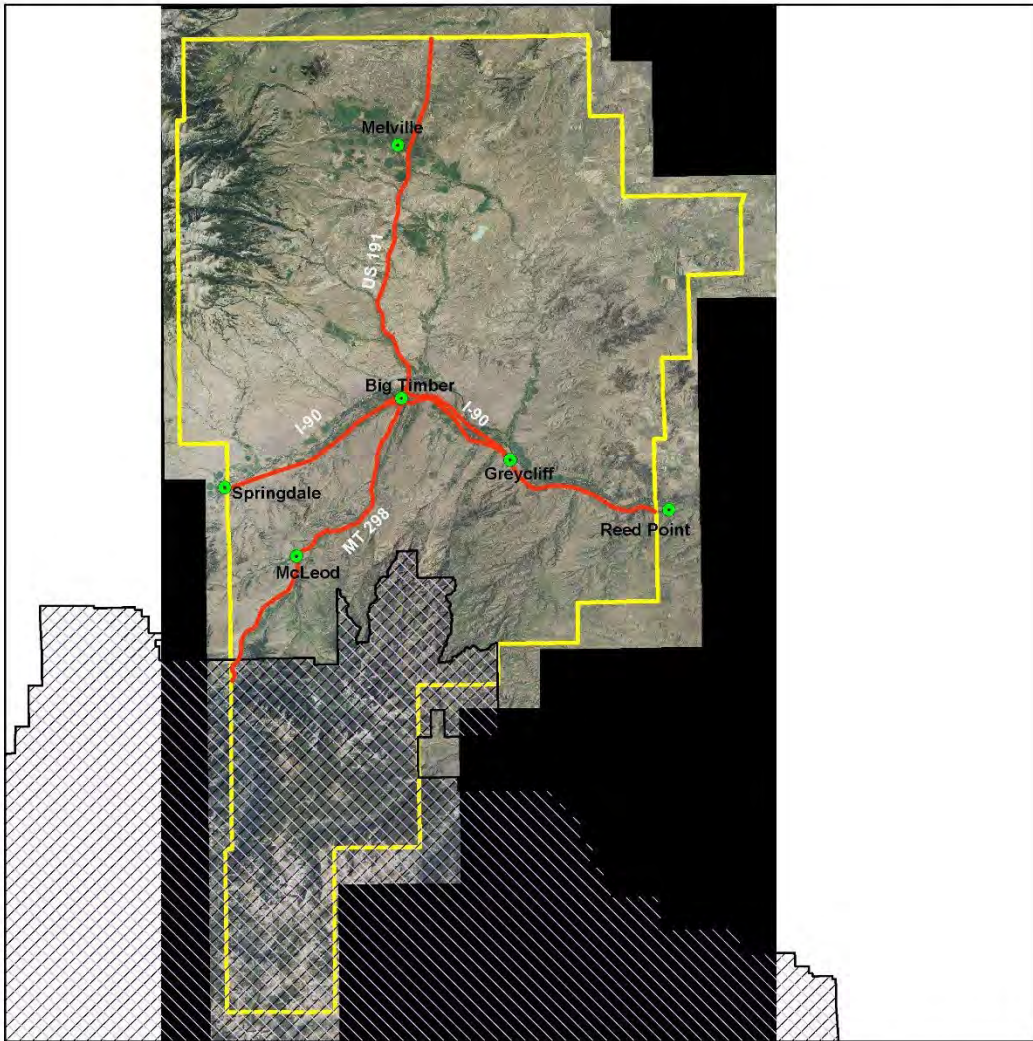 Melville
US 191
Big Timber
I-90
I-90
Greycliff
Springdale
Reed Point
MT 298
McLeod